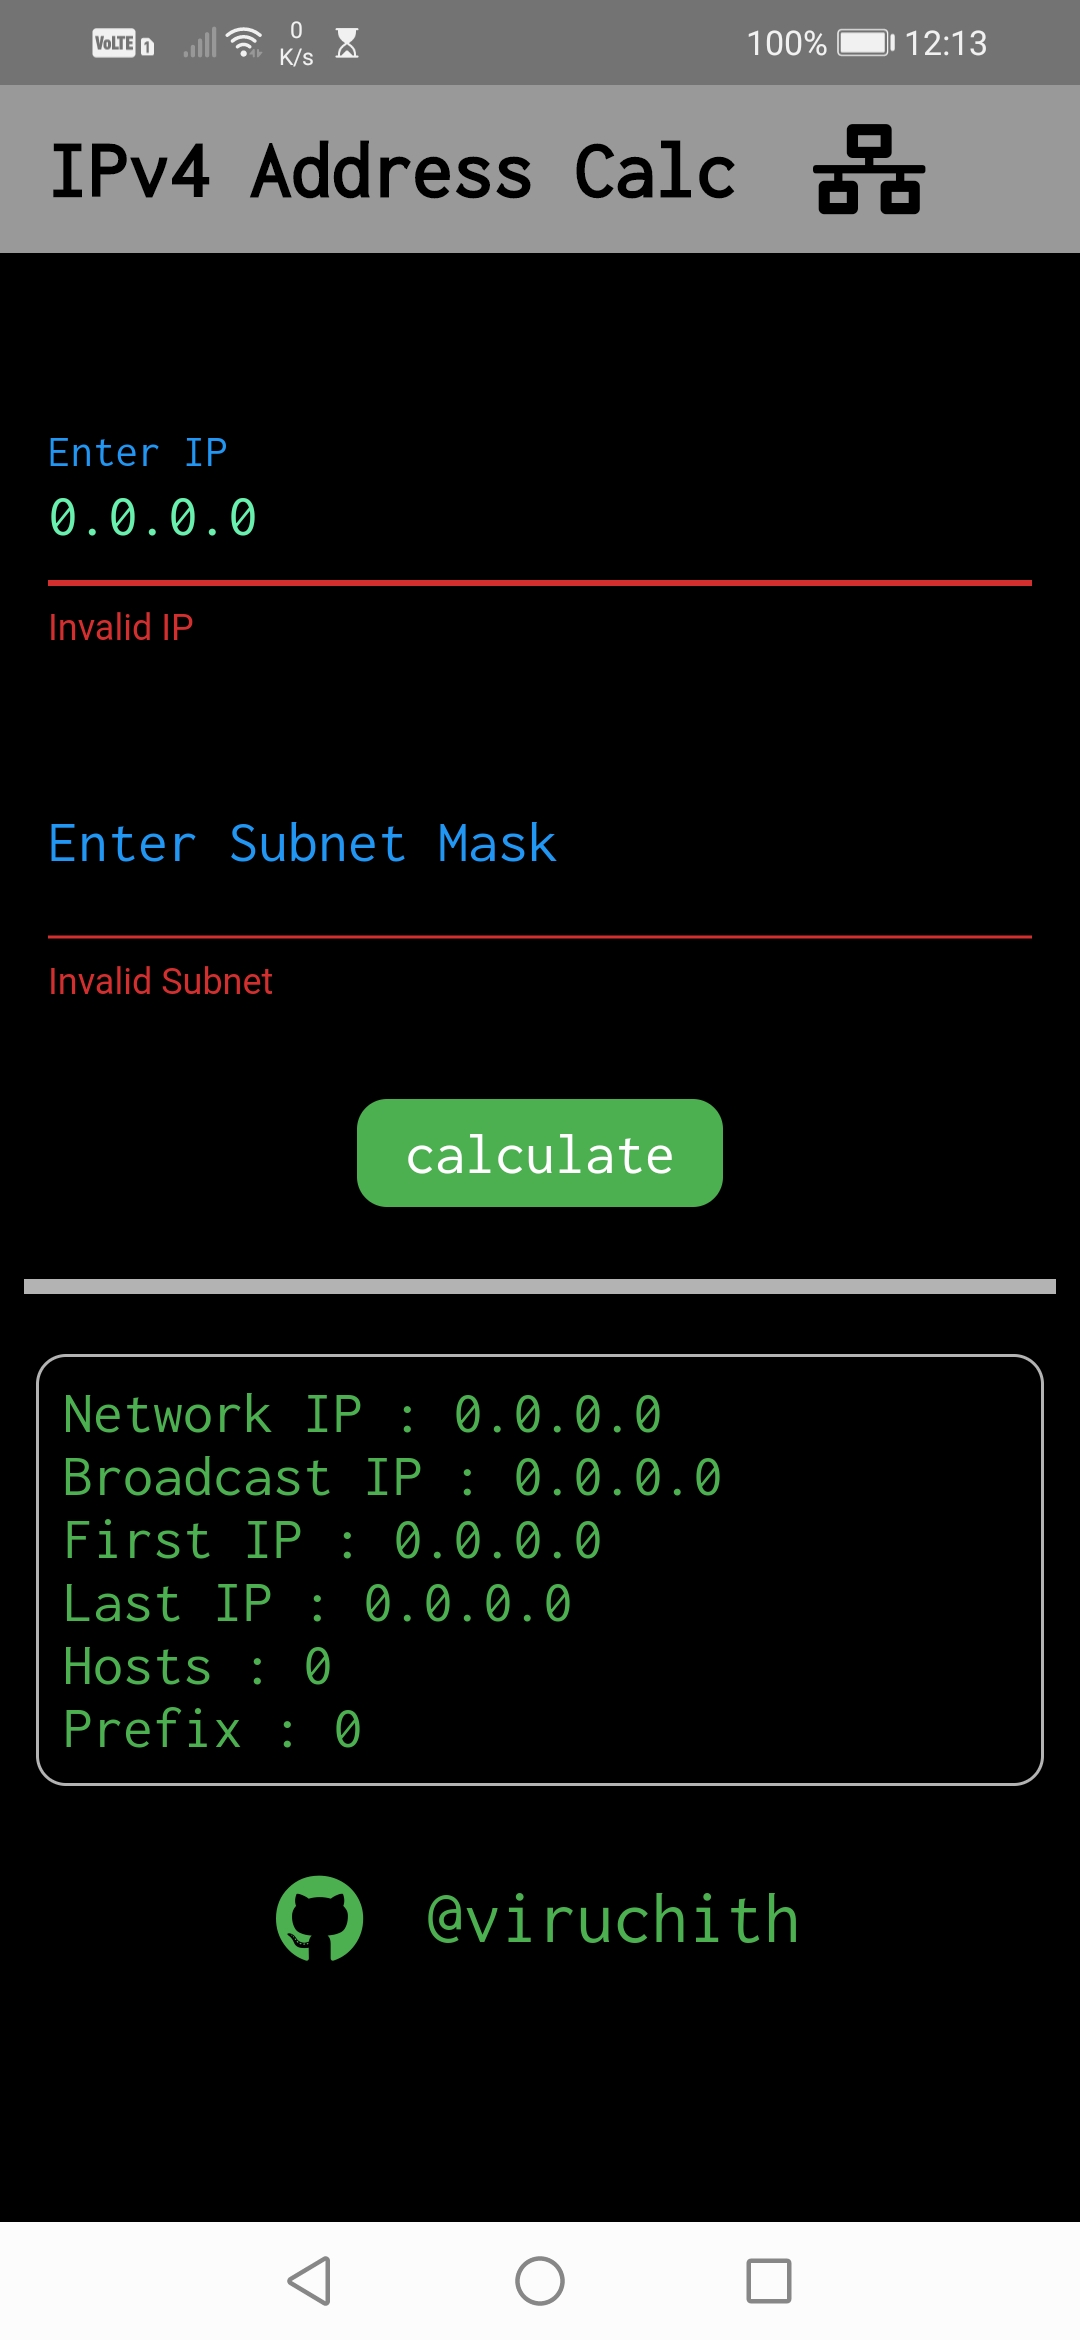 VoLTE 1 0 K/s 100% 12:13
IPv4 Address Calc
Enter IP
0.0.0.0
Invalid IP
Enter Subnet Mask
Invalid Subnet
calculate
Network IP : 0.0.0.0
Broadcast IP : 0.0.0.0
First IP : 0.0.0.0
Last IP : 0.0.0.0
Hosts : 0
Prefix : 0
@viruchith